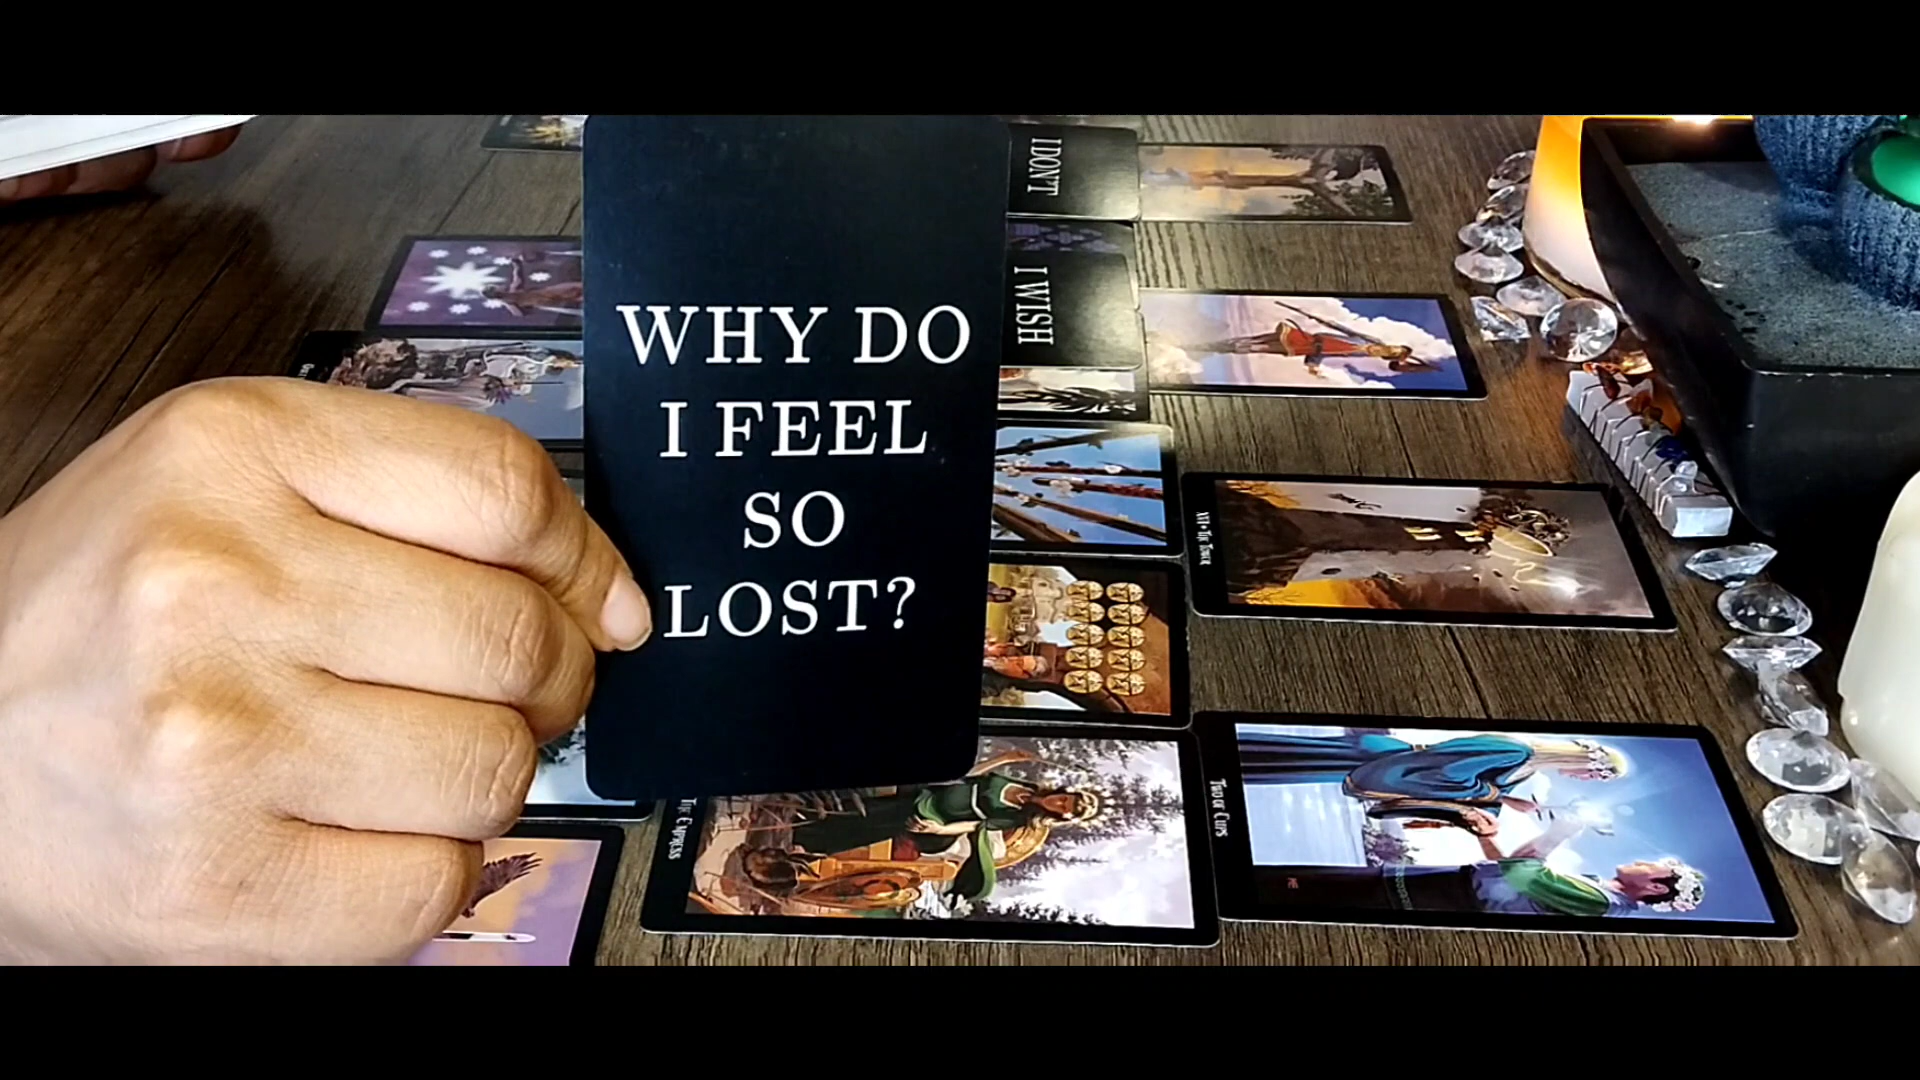 WHY DO
I FEEL
SO
LOST?
I DON'T
I WISH
XVI • The Tower
The Empress
Two of Cups